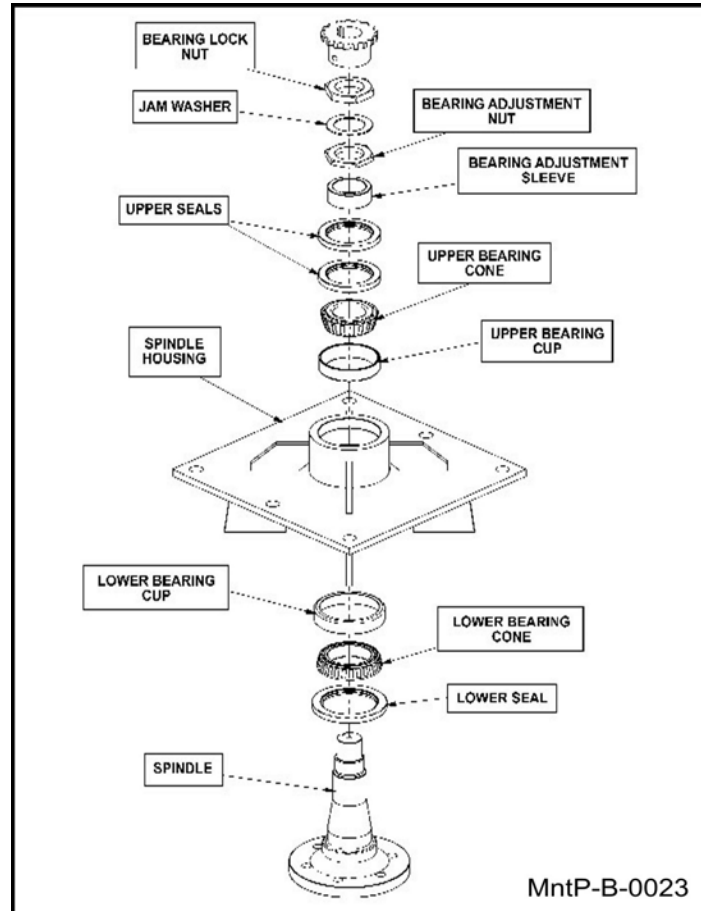 BEARING LOCK
NUT
JAM WASHER
BEARING ADJUSTMENT
NUT
BEARING ADJUSTMENT
SLEEVE
UPPER SEALS
UPPER BEARING
CONE
SPINDLE
HOUSING
UPPER BEARING
CUP
LOWER BEARING
CUP
LOWER BEARING
CONE
LOWER SEAL
SPINDLE
MntP-B-0023